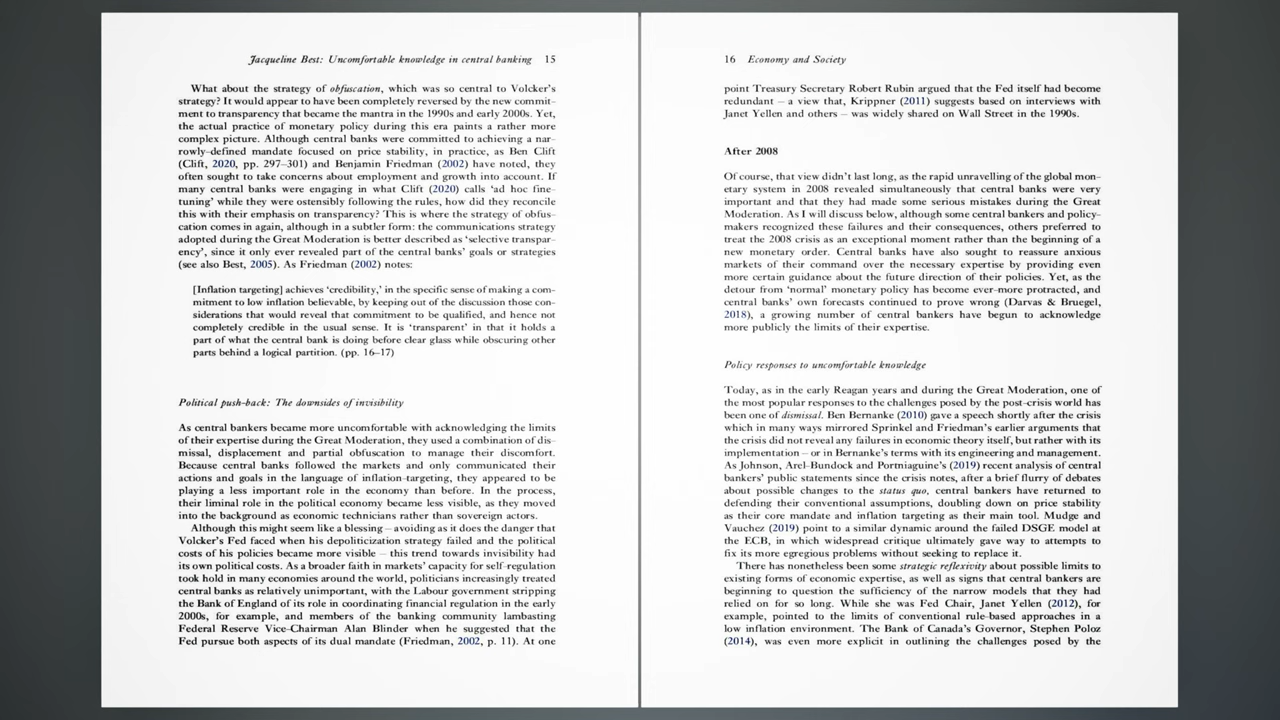 Jacqueline Best: Uncomfortable knowledge in central banking 15
What about the strategy of obfuscation, which was so central to Volcker's
strategy? It would appear to have been completely reversed by the new commit-
ment to transparency that became the mantra in the 1990s and early 2000s. Yet,
the actual practice of monetary policy during this era paints a rather more
complex picture. Although central banks were committed to achieving a nar-
rowly-defined mandate focused on price stability, in practice, as Ben Clift
(Clift, 2020, pp. 297–301) and Benjamin Friedman (2002) have noted, they
often sought to take concerns about employment and growth into account. If
many central banks were engaging in what Clift (2020) calls 'ad hoc fine-
tuning' while they were ostensibly following the rules, how did they reconcile
this with their emphasis on transparency? This is where the strategy of obfus-
cation comes in again, although in a subtler form: the communications strategy
adopted during the Great Moderation is better described as 'selective transpar-
ency', since it only ever revealed part of the central banks' goals or strategies
(see also Best, 2005). As Friedman (2002) notes:
[Inflation targeting] achieves 'credibility,' in the specific sense of making a com-
mitment to low inflation believable, by keeping out of the discussion those con-
siderations that would reveal that commitment to be qualified, and hence not
completely credible in the usual sense. It is 'transparent' in that it holds a
part of what the central bank is doing before clear glass while obscuring other
parts behind a logical partition. (pp. 16–17)
Political push-back: The downsides of invisibility
As central bankers became more uncomfortable with acknowledging the limits
of their expertise during the Great Moderation, they used a combination of dis-
missal, displacement and partial obfuscation to manage their discomfort.
Because central banks followed the markets and only communicated their
actions and goals in the language of inflation-targeting, they appeared to be
playing a less important role in the economy than before. In the process,
their liminal role in the political economy became less visible, as they moved
into the background as economic technicians rather than sovereign actors.
Although this might seem like a blessing – avoiding as it does the danger that
Volcker's Fed faced when his depoliticization strategy failed and the political
costs of his policies became more visible – this trend towards invisibility had
its own political costs. As a broader faith in markets' capacity for self-regulation
took hold in many economies around the world, politicians increasingly treated
central banks as relatively unimportant, with the Labour government stripping
the Bank of England of its role in coordinating financial regulation in the early
2000s, for example, and members of the banking community lambasting
Federal Reserve Vice-Chairman Alan Blinder when he suggested that the
Fed pursue both aspects of its dual mandate (Friedman, 2002, p. 11). At one
16 Economy and Society
point Treasury Secretary Robert Rubin argued that the Fed itself had become
redundant – a view that, Krippner (2011) suggests based on interviews with
Janet Yellen and others – was widely shared on Wall Street in the 1990s.
After 2008
Of course, that view didn't last long, as the rapid unravelling of the global mon-
etary system in 2008 revealed simultaneously that central banks were very
important and that they had made some serious mistakes during the Great
Moderation. As I will discuss below, although some central bankers and policy-
makers recognized these failures and their consequences, others preferred to
treat the 2008 crisis as an exceptional moment rather than the beginning of a
new monetary order. Central banks have also sought to reassure anxious
markets of their command over the necessary expertise by providing even
more certain guidance about the future direction of their policies. Yet, as the
detour from 'normal' monetary policy has become ever-more protracted, and
central banks' own forecasts continued to prove wrong (Darvas & Bruegel,
2018), a growing number of central bankers have begun to acknowledge
more publicly the limits of their expertise.
Policy responses to uncomfortable knowledge
Today, as in the early Reagan years and during the Great Moderation, one of
the most popular responses to the challenges posed by the post-crisis world has
been one of dismissal. Ben Bernanke (2010) gave a speech shortly after the crisis
which in many ways mirrored Sprinkel and Friedman's earlier arguments that
the crisis did not reveal any failures in economic theory itself, but rather with its
implementation – or in Bernanke's terms with its engineering and management.
As Johnson, Arel-Bundock and Portmiaguine's (2019) recent analysis of central
bankers' public statements since the crisis notes, after a brief flurry of debates
about possible changes to the status quo, central bankers have returned to
defending their conventional assumptions, doubling down on price stability
as their core mandate and inflation targeting as their main tool. Mudge and
Vauchez (2019) point to a similar dynamic around the failed DSGE model at
the ECB, in which widespread critique ultimately gave way to attempts to
fix its more egregious problems without seeking to replace it.
There has nonetheless been some strategic reflexivity about possible limits to
existing forms of economic expertise, as well as signs that central bankers are
beginning to question the sufficiency of the narrow models that they had
relied on for so long. While she was Fed Chair, Janet Yellen (2012), for
example, pointed to the limits of conventional rule-based approaches in a
low inflation environment. The Bank of Canada's Governor, Stephen Poloz
(2014), was even more explicit in outlining the challenges posed by the